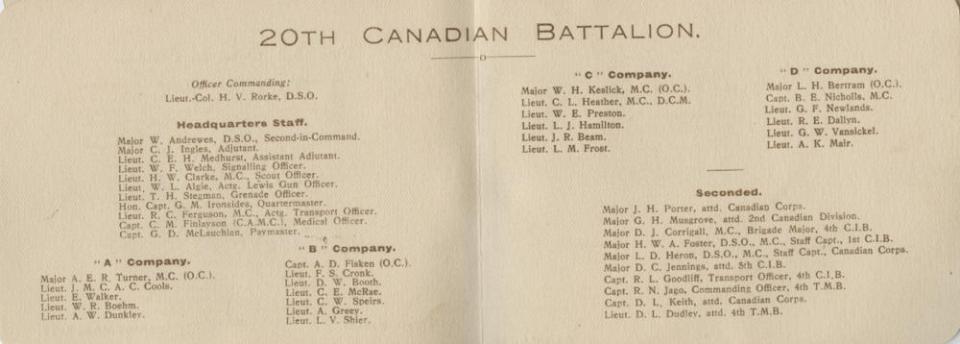 20TH CANADIAN BATTALION.
Officer Commanding:
Lieut.-Col. H. V. Rorke, D.S.O.
Headquarters Staff.
Major W. Andrewes, D.S.O., Second-in-Command.
Major C. J. Ingles, Adjutant.
Lieut. C. E. H. Medhurst, Assistant Adjutant.
Lieut. W. F. Welch, Signalling Officer.
Lieut. H. W. Clarke, M.C., Scout Officer.
Lieut. W. L. Algie, Actg. Lewis Gun Officer.
Lieut. T. H. Stegman, Grenade Officer.
Hon. Capt. G. M. Ironsides, Quartermaster.
Lieut. R. C. Ferguson, M.C., Actg. Transport Officer.
Capt. C. M. Finlayson (C.A.M.C.), Medical Officer.
Capt. G. D. McLauchlan, Paymaster.
"A" Company.
Major A. E. R. Turner, M.C. (O.C.).
Lieut. J. M. C. A. C. Cools.
Lieut. E. Walker.
Lieut. W. R. Boehm.
Lieut. A. W. Dunkley.
"B" Company.
Capt. A. D. Fisken (O.C.).
Lieut. F. S. Cronk.
Lieut. D. W. Booth.
Lieut. C. E. McRae.
Lieut. C. W. Speirs.
Lieut. A. Greey.
Lieut. L. V. Shier.
"C" Company.
Major W. H. Keslick, M.C. (O.C.).
Lieut. C. L. Heather, M.C., D.C.M.
Lieut. W. E. Preston.
Lieut. L. J. Hamilton.
Lieut. J. R. Beam.
Lieut. L. M. Frost.
"D" Company.
Major L. H. Bertram (O.C.).
Capt. B. E. Nicholls, M.C.
Lieut. G. F. Newlands.
Lieut. R. E. Dallyn.
Lieut. G. W. Vansickel.
Lieut. A. K. Mair.
Seconded.
Major J. H. Porter, attd. Canadian Corps.
Major G. H. Musgrove, attd. 2nd Canadian Division.
Major D. J. Corrigall, M.C., Brigade Major, 4th C.I.B.
Major H. W. A. Foster, D.S.O., M.C., Staff Capt., 1st C.I.B.
Major L. D. Heron, D.S.O., M.C., Staff Capt., Canadian Corps.
Major D. C. Jennings, attd. 5th C.I.B.
Capt. R. L. Goodliff, Transport Officer, 4th C.I.B.
Capt. R. N. Jago, Commanding Officer, 4th T.M.B.
Capt. D. L. Keith, attd. Canadian Corps.
Lieut. D. L. Dudley, attd. 4th T.M.B.